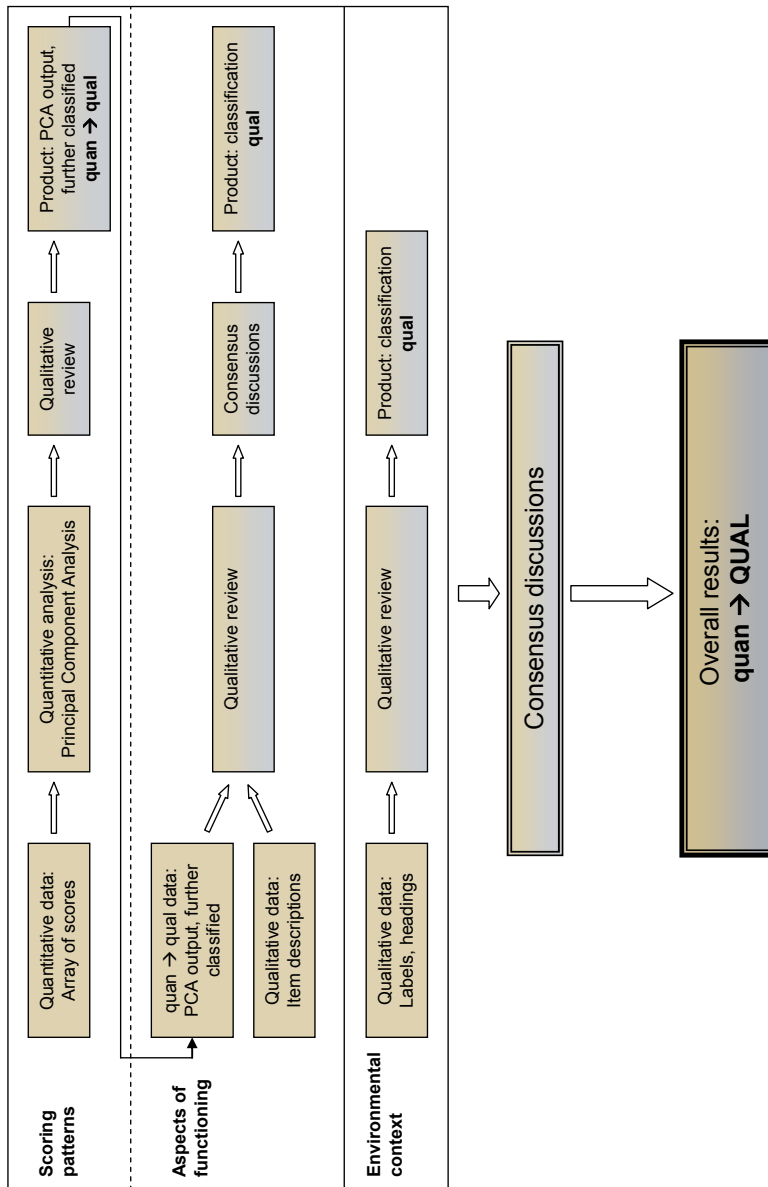 Scoring
patterns
Quantitative data:
Array of scores
Quantitative analysis:
Principal Component Analysis
Qualitative
review
Product: PCA output,
further classified
quan → qual
Aspects of
functioning
quan → qual data:
PCA output, further
classified
Qualitative data:
Item descriptions
Qualitative review
Consensus
discussions
Product: classification
qual
Environmental
context
Qualitative data:
Labels, headings
Qualitative review
Product: classification
qual
Consensus discussions
Overall results:
quan → QUAL